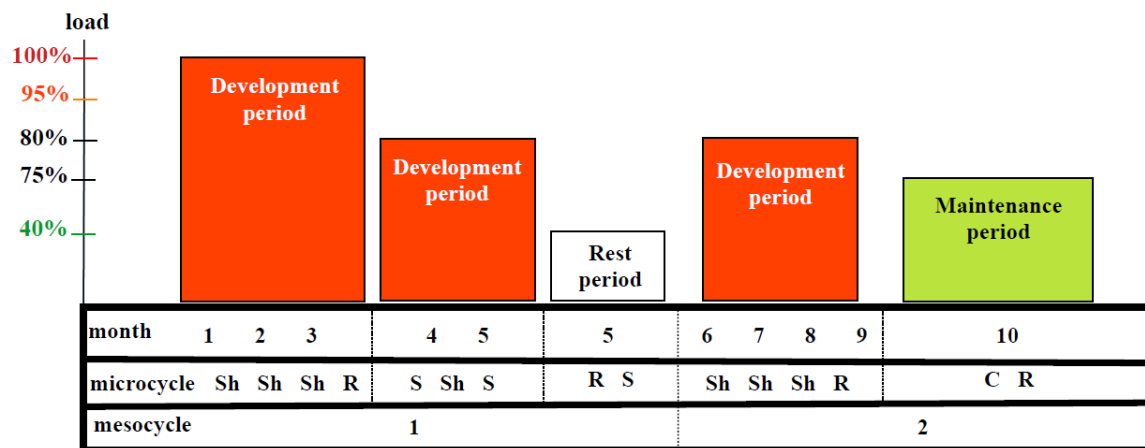 load
100%
95%
80%
75%
40%
Development
period
Development
period
Rest
period
Development
period
Maintenance
period
month 1 2 3 4 5 5 6 7 8 9 10
microcycle Sh Sh Sh R S Sh S R S Sh Sh Sh R C R
mesocycle 1 2